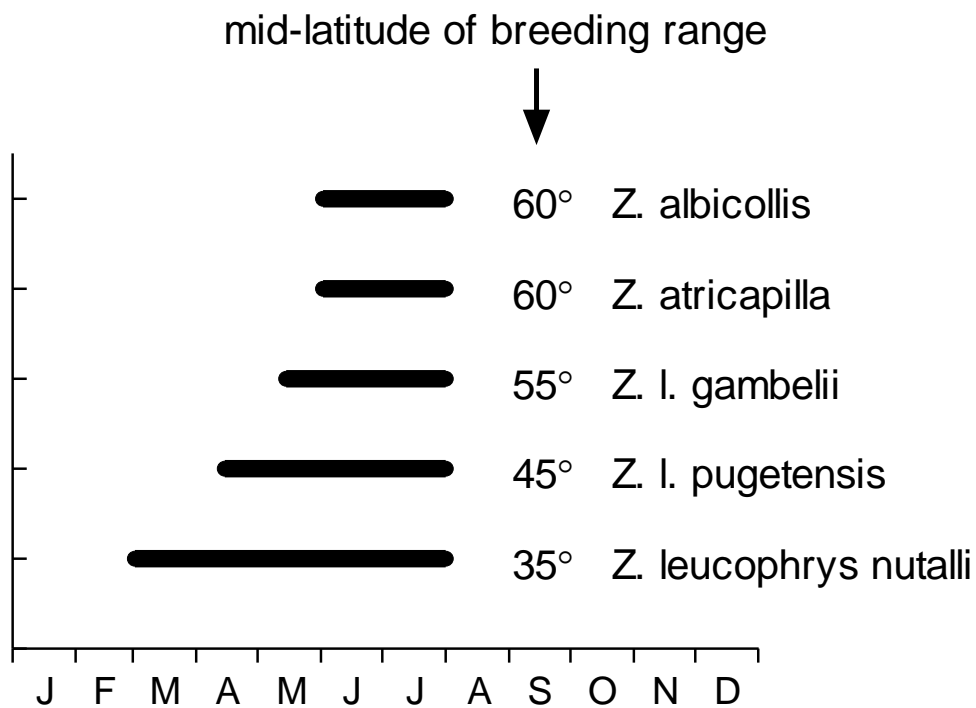 mid-latitude of breeding range
60° Z. albicollis
60° Z. atricapilla
55° Z. l. gambelii
45° Z. l. pugetensis
35° Z. leucophrys nutalli
J F M A M J J A S O N D